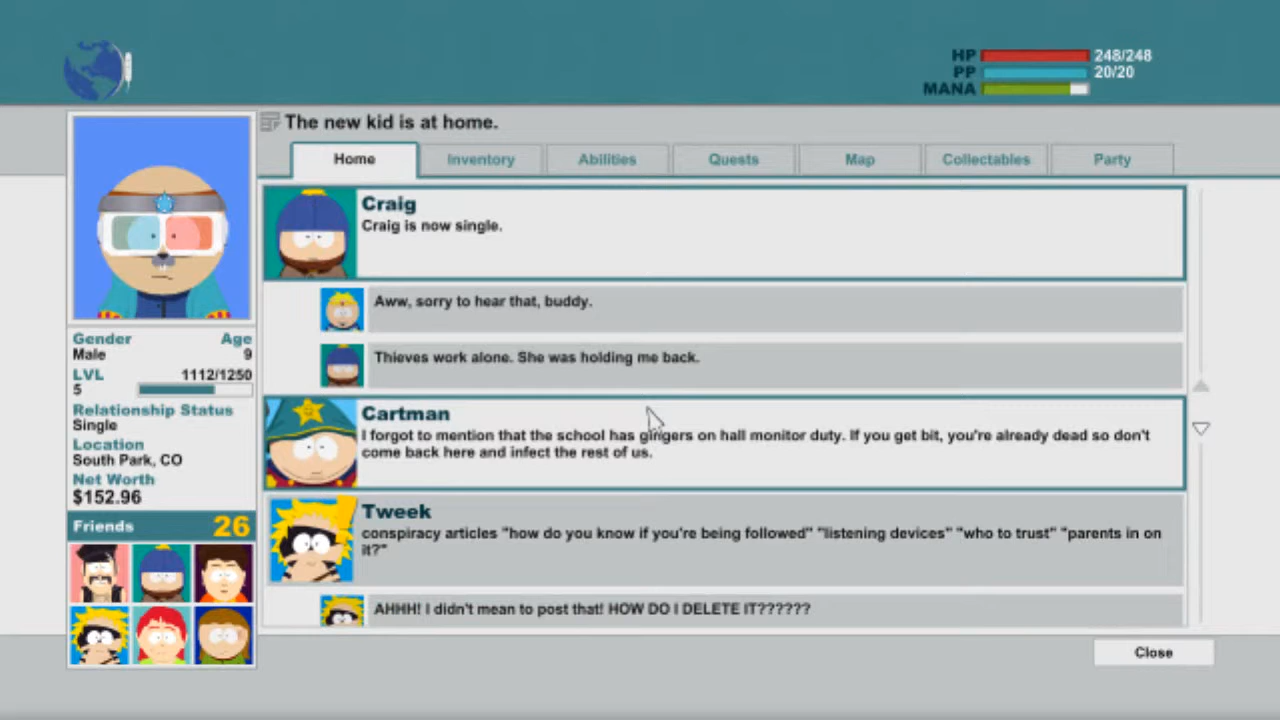 HP 248/248
PP 20/20
MANA
The new kid is at home.
Home Inventory Abilities Quests Map Collectables Party
Craig
Craig is now single.
Aww, sorry to hear that, buddy.
Thieves work alone. She was holding me back.
Cartman
I forgot to mention that the school has gingers on hall monitor duty. If you get bit, you're already dead so don't
come back here and infect the rest of us.
Tweek
conspiracy articles "how do you know if you're being followed" "listening devices" "who to trust" "parents in on
it?"
AHHH! I didn't mean to post that! HOW DO I DELETE IT??????
Gender Age
Male 9
LVL 1112/1250
5
Relationship Status
Single
Location
South Park, CO
Net Worth
$152.96
Friends 26
Close